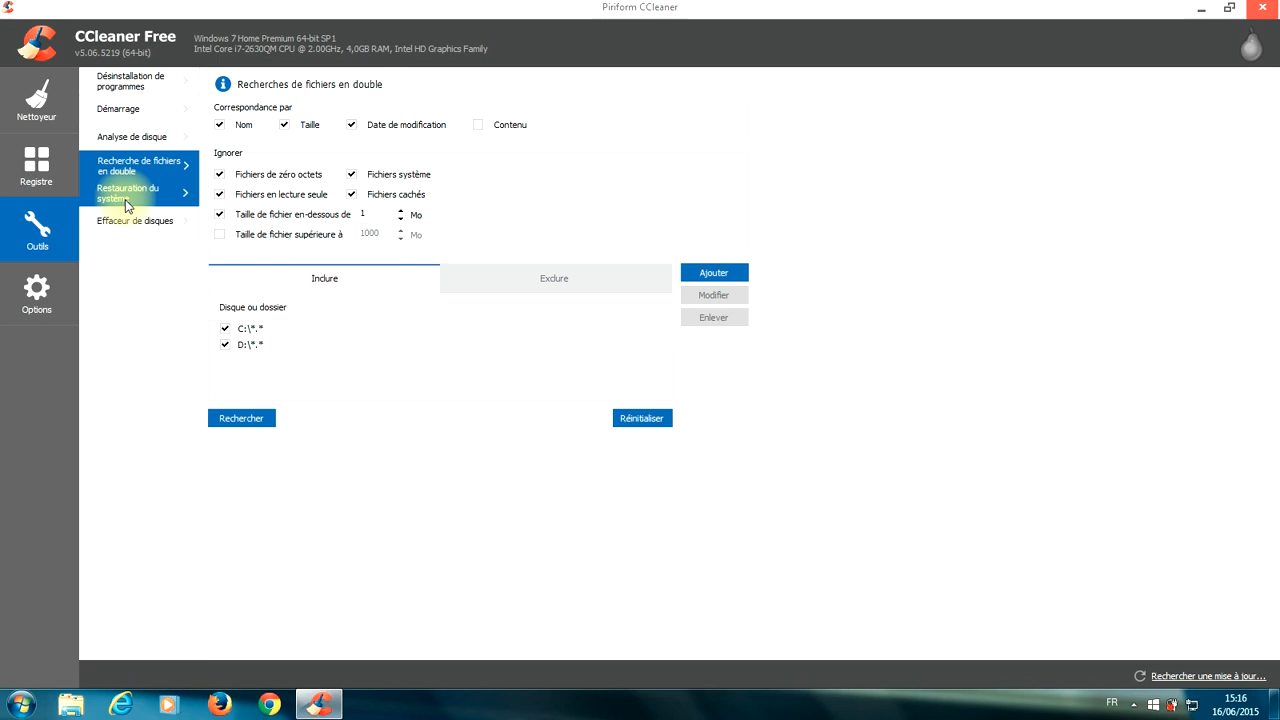 Piriform CCleaner
CCleaner Free
v5.06.5219 (64-bit)
Windows 7 Home Premium 64-bit SP1
Intel Core i7-2630QM CPU @ 2.00GHz, 4,0GB RAM, Intel HD Graphics Family
Nettoyeur
Registre
Outils
Options
Désinstallation de
programmes
Démarrage
Analyse de disque
Recherche de fichiers
en double
Restauration du
système
Effaceur de disques
Recherches de fichiers en double
Correspondance par
Nom Taille Date de modification Contenu
Ignorer
Fichiers de zéro octets Fichiers système
Fichiers en lecture seule Fichiers cachés
Taille de fichier en-dessous de 1 Mo
Taille de fichier supérieure à 1000 Mo
Inclure Exclure
Ajouter
Modifier
Enlever
Disque ou dossier
C:\*.*
D:\*.*
Rechercher Réinitialiser
Rechercher une mise à jour...
FR
15:16
16/06/2015